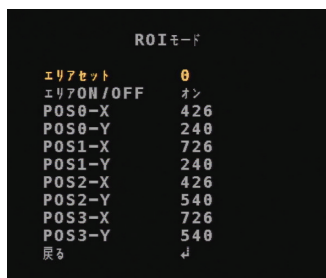 ROIモード
エリアセット 0
エリアON/OFF オン
POS0-X 426
POS0-Y 240
POS1-X 726
POS1-Y 240
POS2-X 426
POS2-Y 540
POS3-X 726
POS3-Y 540
戻る ↲